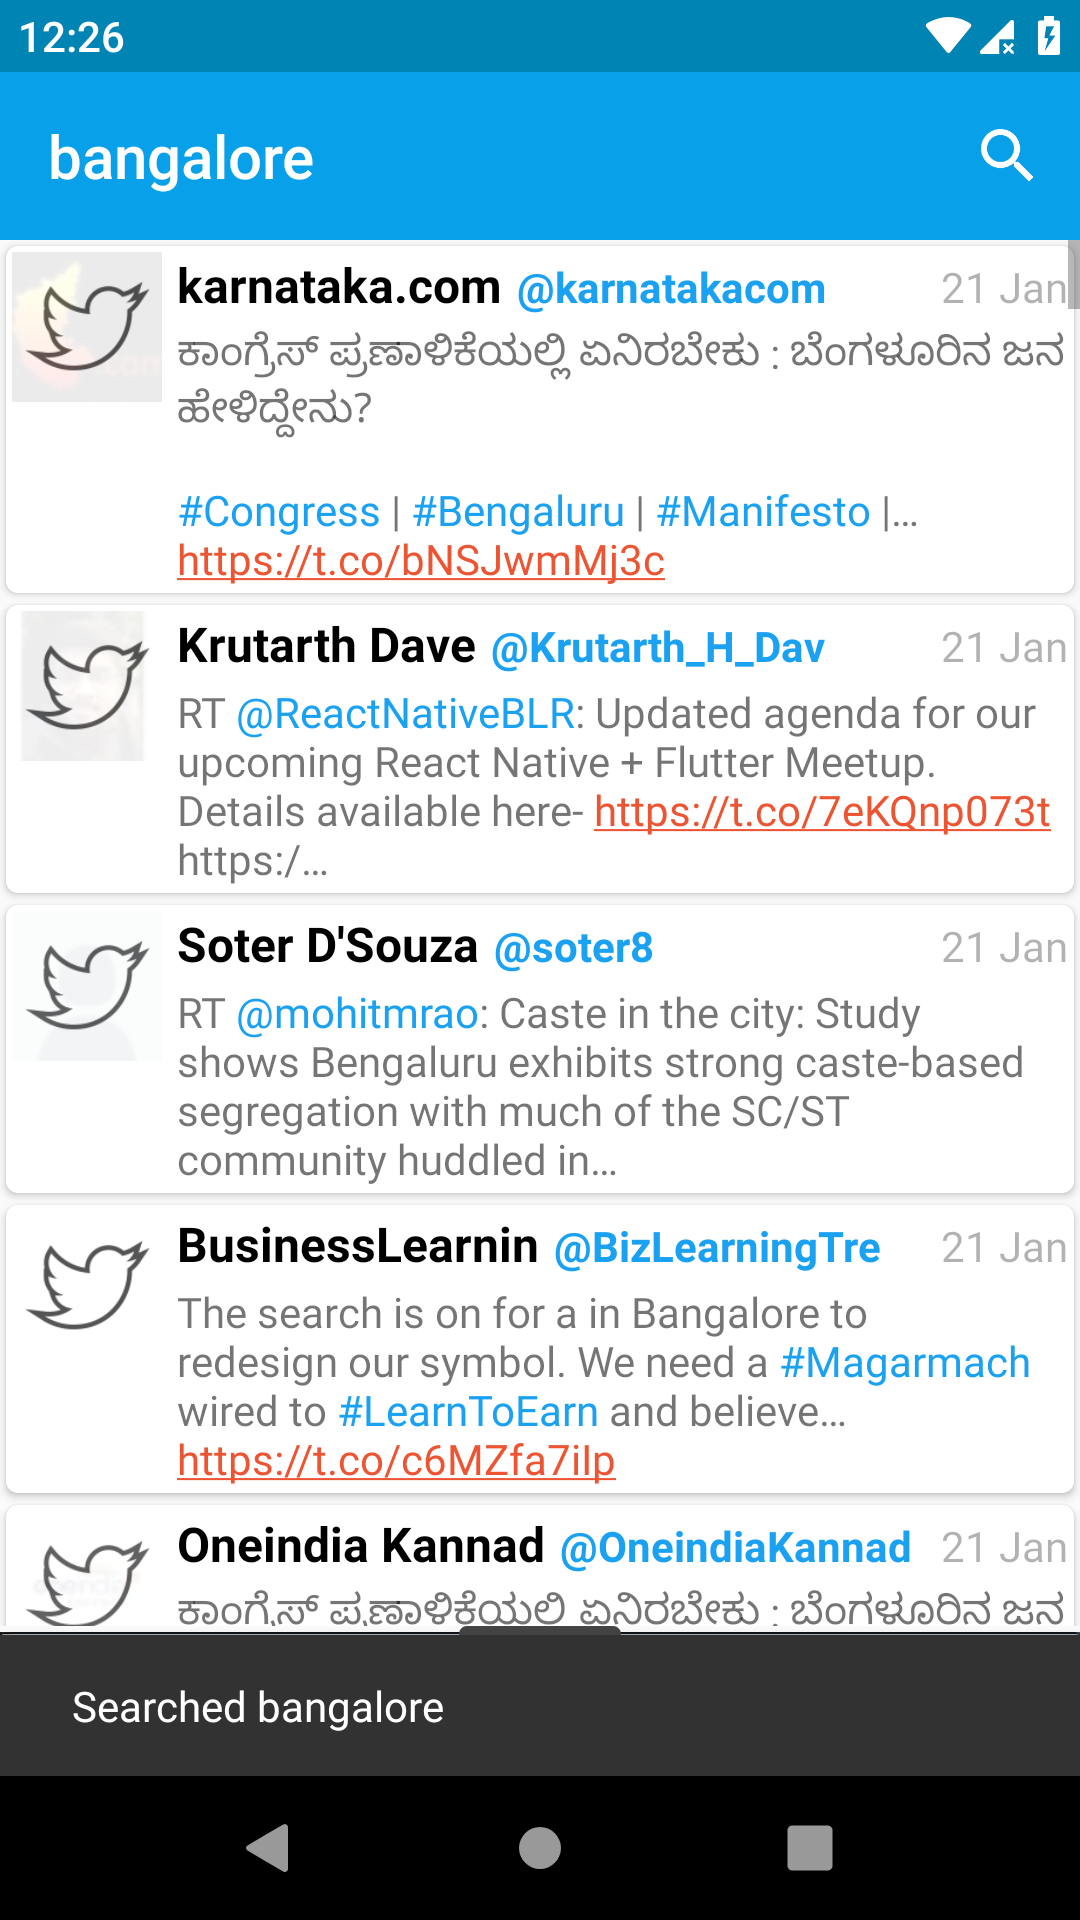 12:26
bangalore
karnataka.com @karnatakacom 21 Jan
ಕಾಂಗ್ರೆಸ್ ಪ್ರಣಾಳಿಕೆಯಲ್ಲಿ ಏನಿರಬೇಕು : ಬೆಂಗಳೂರಿನ ಜನ
ಹೇಳಿದ್ದೇನು?
#Congress | #Bengaluru | #Manifesto |…
https://t.co/bNSJwmMj3c
Krutarth Dave @Krutarth_H_Dav 21 Jan
RT @ReactNativeBLR: Updated agenda for our
upcoming React Native + Flutter Meetup.
Details available here- https://t.co/7eKQnp073t
https:/…
Soter D'Souza @soter8 21 Jan
RT @mohitmrao: Caste in the city: Study
shows Bengaluru exhibits strong caste-based
segregation with much of the SC/ST
community huddled in…
BusinessLearnin @BizLearningTre 21 Jan
The search is on for a in Bangalore to
redesign our symbol. We need a #Magarmach
wired to #LearnToEarn and believe…
https://t.co/c6MZfa7iIp
Oneindia Kannad @OneindiaKannad 21 Jan
ಕಾಂಗ್ರೆಸ್ ಪ್ರಣಾಳಿಕೆಯಲ್ಲಿ ಏನಿರಬೇಕು : ಬೆಂಗಳೂರಿನ ಜನ
Searched bangalore